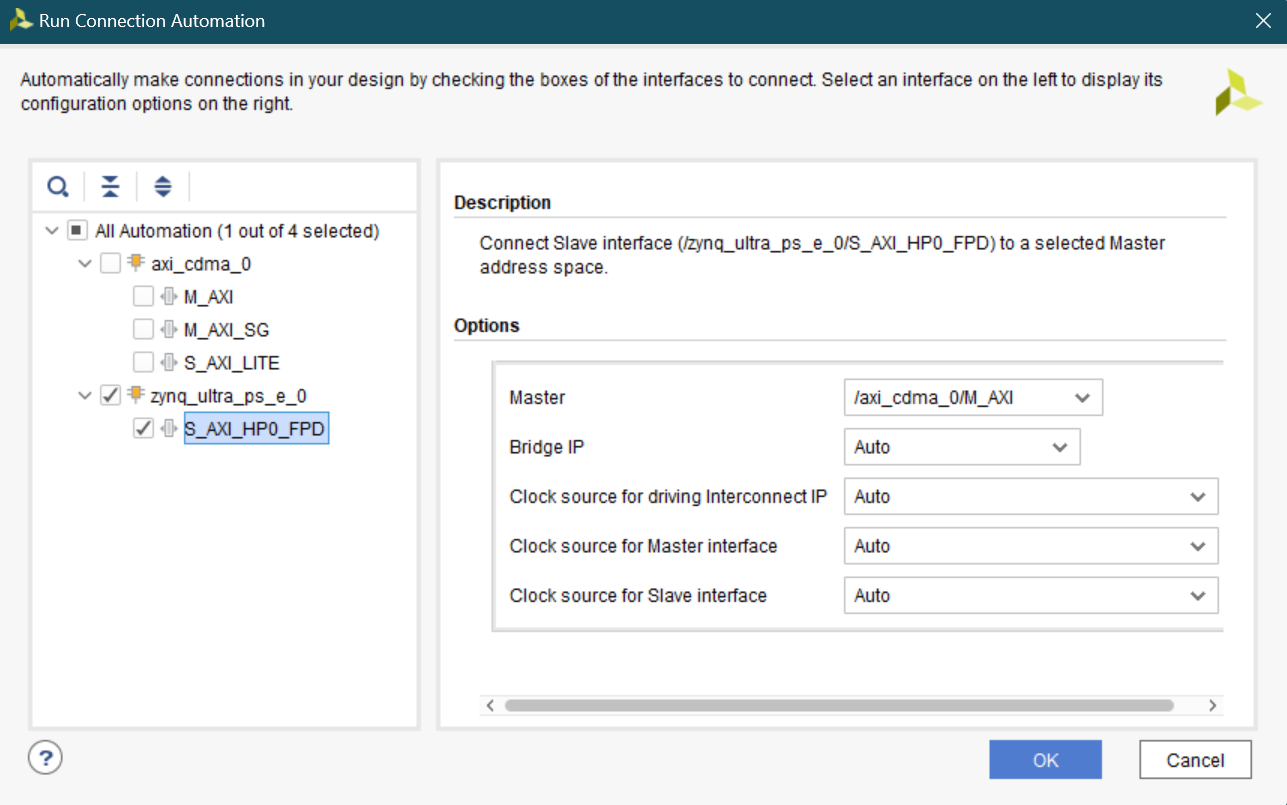 Run Connection Automation
Automatically make connections in your design by checking the boxes of the interfaces to connect. Select an interface on the left to display its
configuration options on the right.
All Automation (1 out of 4 selected)
axi_cdma_0
M_AXI
M_AXI_SG
S_AXI_LITE
zynq_ultra_ps_e_0
S_AXI_HP0_FPD
Description
Connect Slave interface (/zynq_ultra_ps_e_0/S_AXI_HP0_FPD) to a selected Master
address space.
Options
Master /axi_cdma_0/M_AXI
Bridge IP Auto
Clock source for driving Interconnect IP Auto
Clock source for Master interface Auto
Clock source for Slave interface Auto
?
OK Cancel